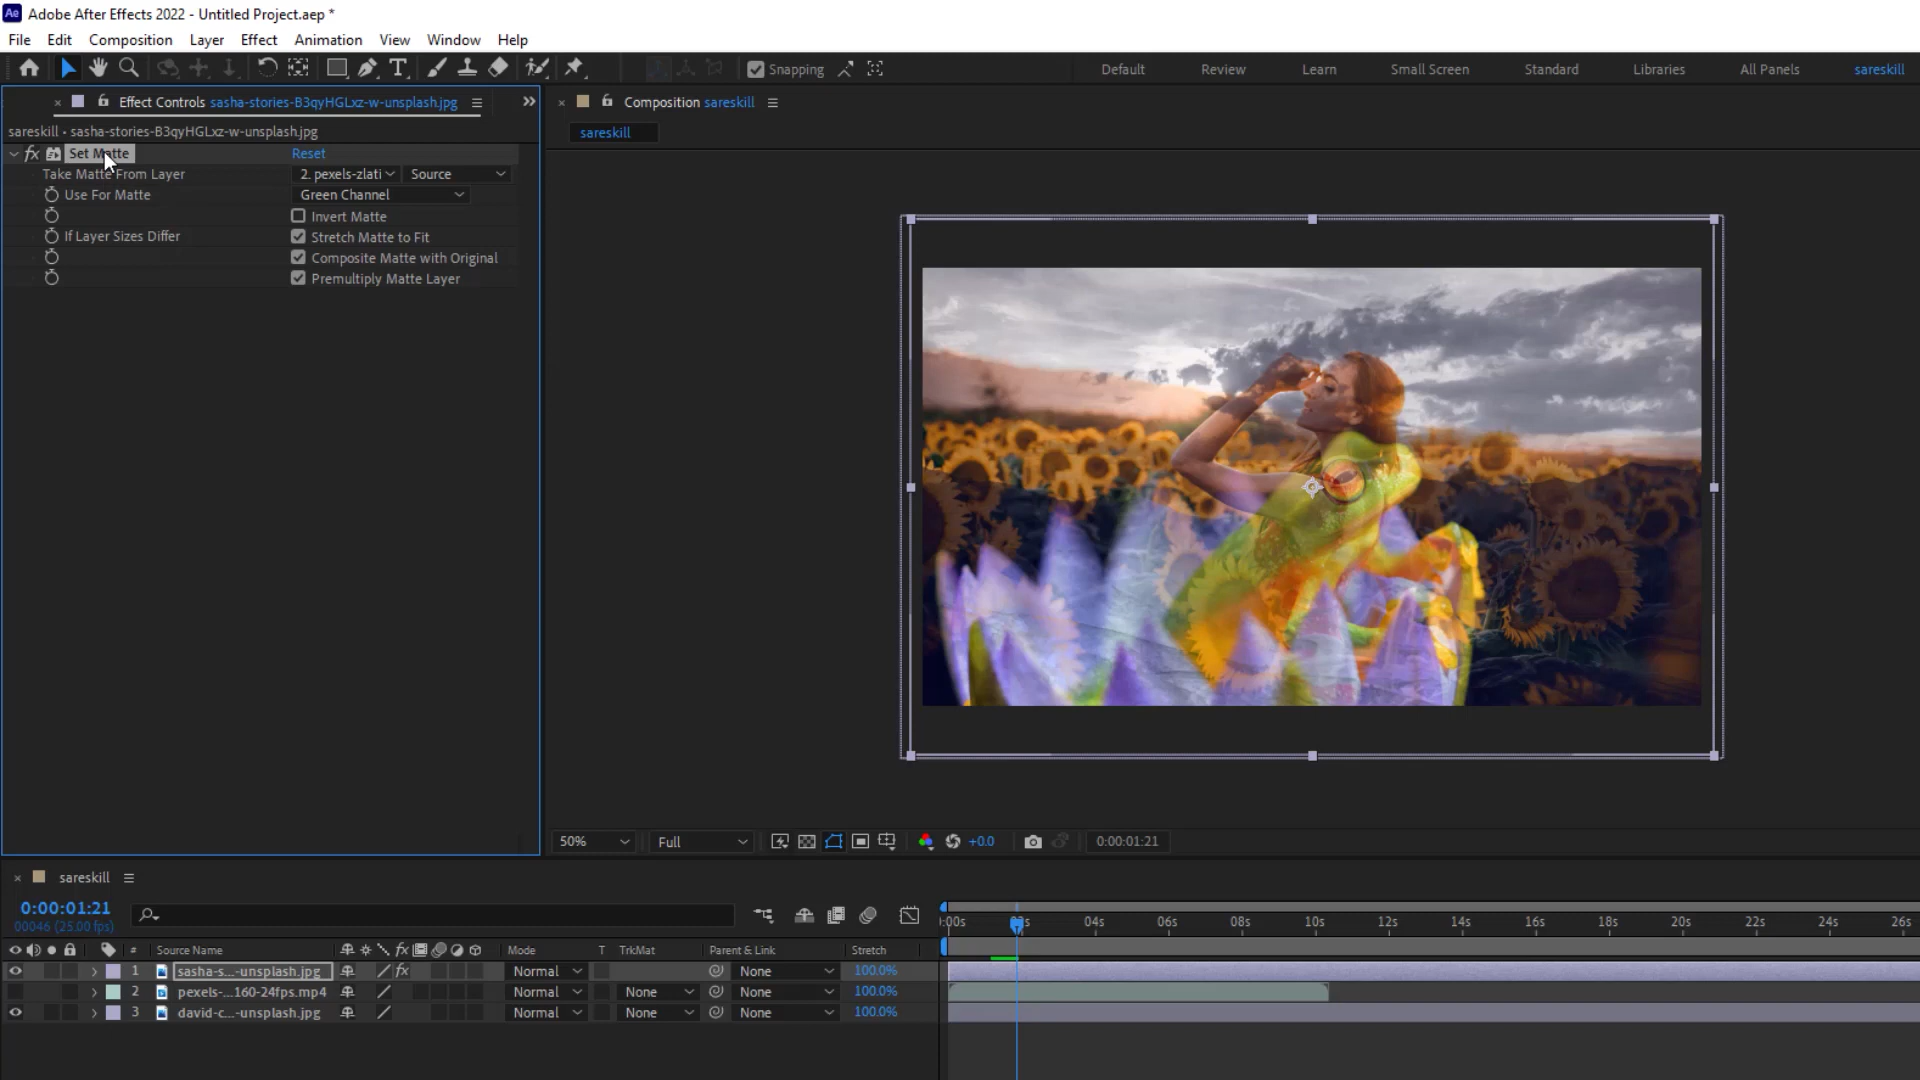 Ae Adobe After Effects 2022 - Untitled Project.aep *
File Edit Composition Layer Effect Animation View Window Help
Snapping Default Review Learn Small Screen Standard Libraries All Panels sareskill
× Effect Controls sasha-stories-B3qyHGLxz-w-unsplash.jpg × Composition sareskill
sareskill • sasha-stories-B3qyHGLxz-w-unsplash.jpg sareskill
fx Set Matte Reset
Take Matte From Layer 2. pexels-zlati Source
Use For Matte Green Channel
Invert Matte
If Layer Sizes Differ Stretch Matte to Fit
Composite Matte with Original
Premultiply Matte Layer
50% Full +0.0 0:00:01:21
× sareskill
0:00:01:21
00046 (25.00 fps)
:00s 04s 06s 08s 10s 12s 14s 16s 18s 20s 22s 24s 26s
# Source Name fx Mode T TrkMat Parent & Link Stretch
1 sasha-s...-unsplash.jpg fx Normal None 100.0%
2 pexels-...160-24fps.mp4 Normal None None 100.0%
3 david-c...-unsplash.jpg Normal None None 100.0%